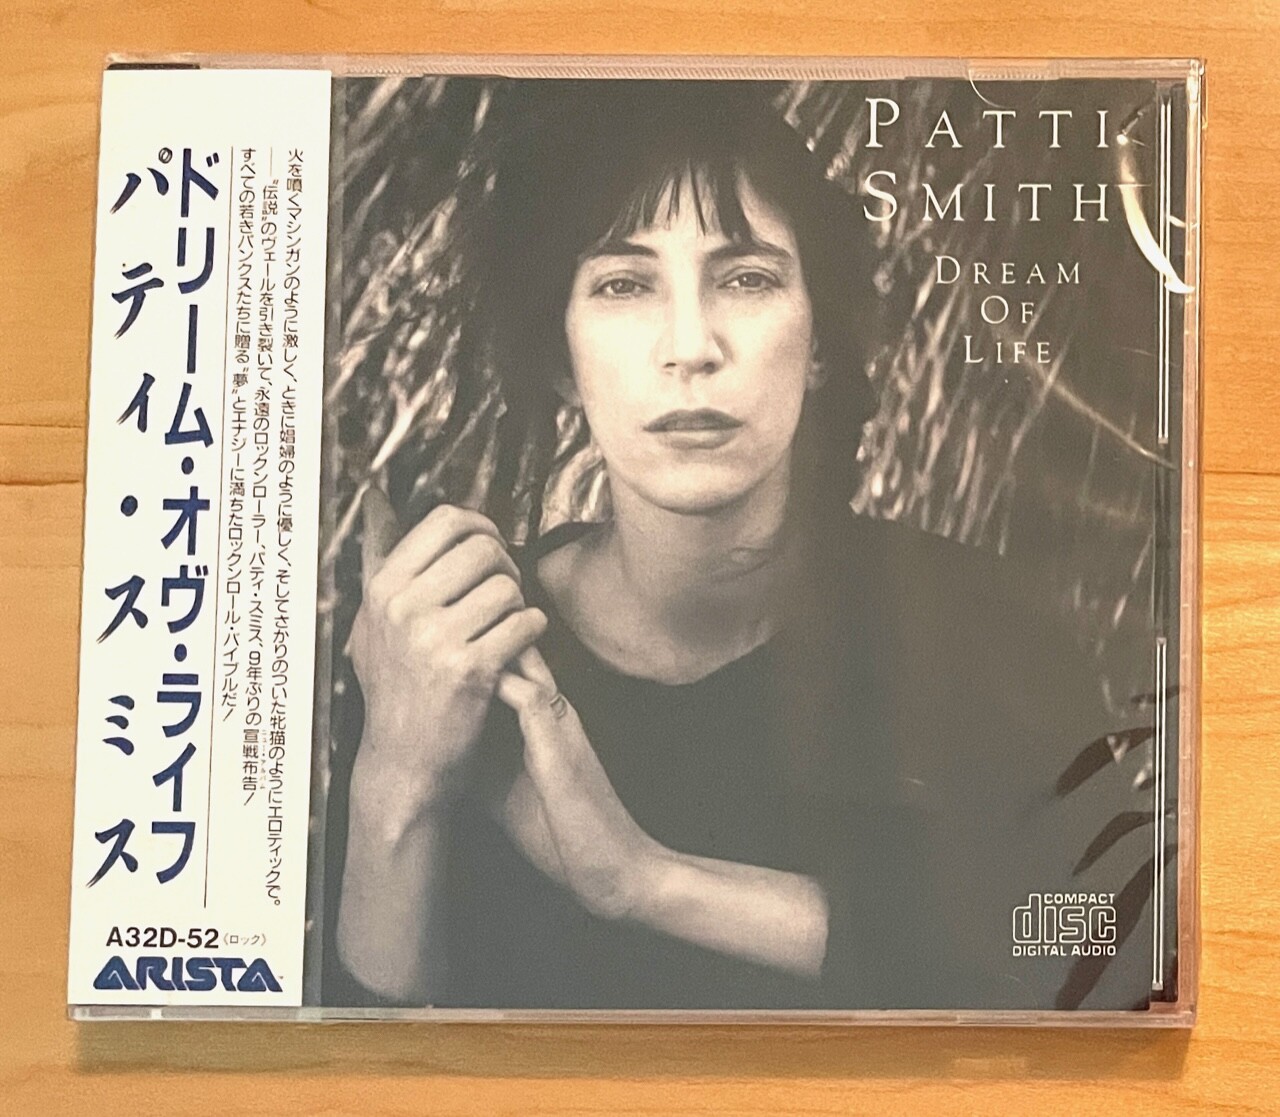 ドリーム・オヴ・ライフ
パティ・スミス
火を噴くマシンガンのように激しく、ときに娼婦のように優しく、そしてさかりのついた牝猫のようにエロティックで。
──“伝説”のヴェールを引き裂いて、永遠のロックンローラー、パティ・スミス、9年ぶりの宣戦布告!
ニュー・アルバム
すべての若きパンクスたちに贈る“夢”とエナジーに満ちたロックンロール・バイブルだ!
A32D-52《ロック》
ARISTA
PATTI
SMITH
DREAM
OF
LIFE
COMPACT
disc
DIGITAL AUDIO